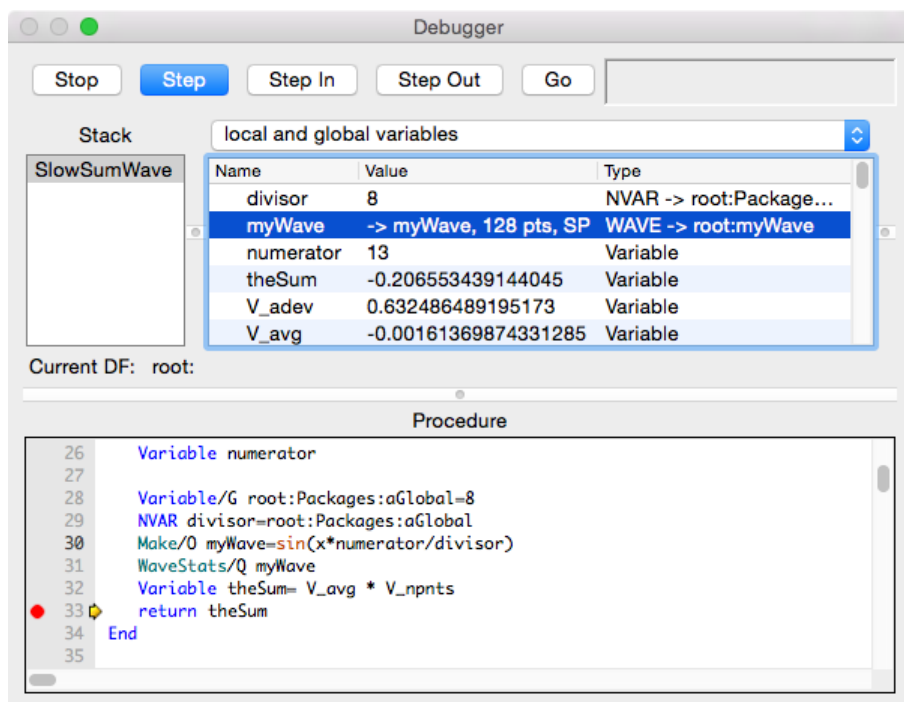 Debugger
Stop Step Step In Step Out Go
Stack local and global variables
SlowSumWave
Name Value Type
divisor 8 NVAR -> root:Package...
myWave -> myWave, 128 pts, SP WAVE -> root:myWave
numerator 13 Variable
theSum -0.206553439144045 Variable
V_adev 0.632486489195173 Variable
V_avg -0.00161369874331285 Variable
Current DF: root:
Procedure
26 Variable numerator
27
28 Variable/G root:Packages:aGlobal=8
29 NVAR divisor=root:Packages:aGlobal
30 Make/O myWave=sin(x*numerator/divisor)
31 WaveStats/Q myWave
32 Variable theSum= V_avg * V_npnts
33 return theSum
34 End
35